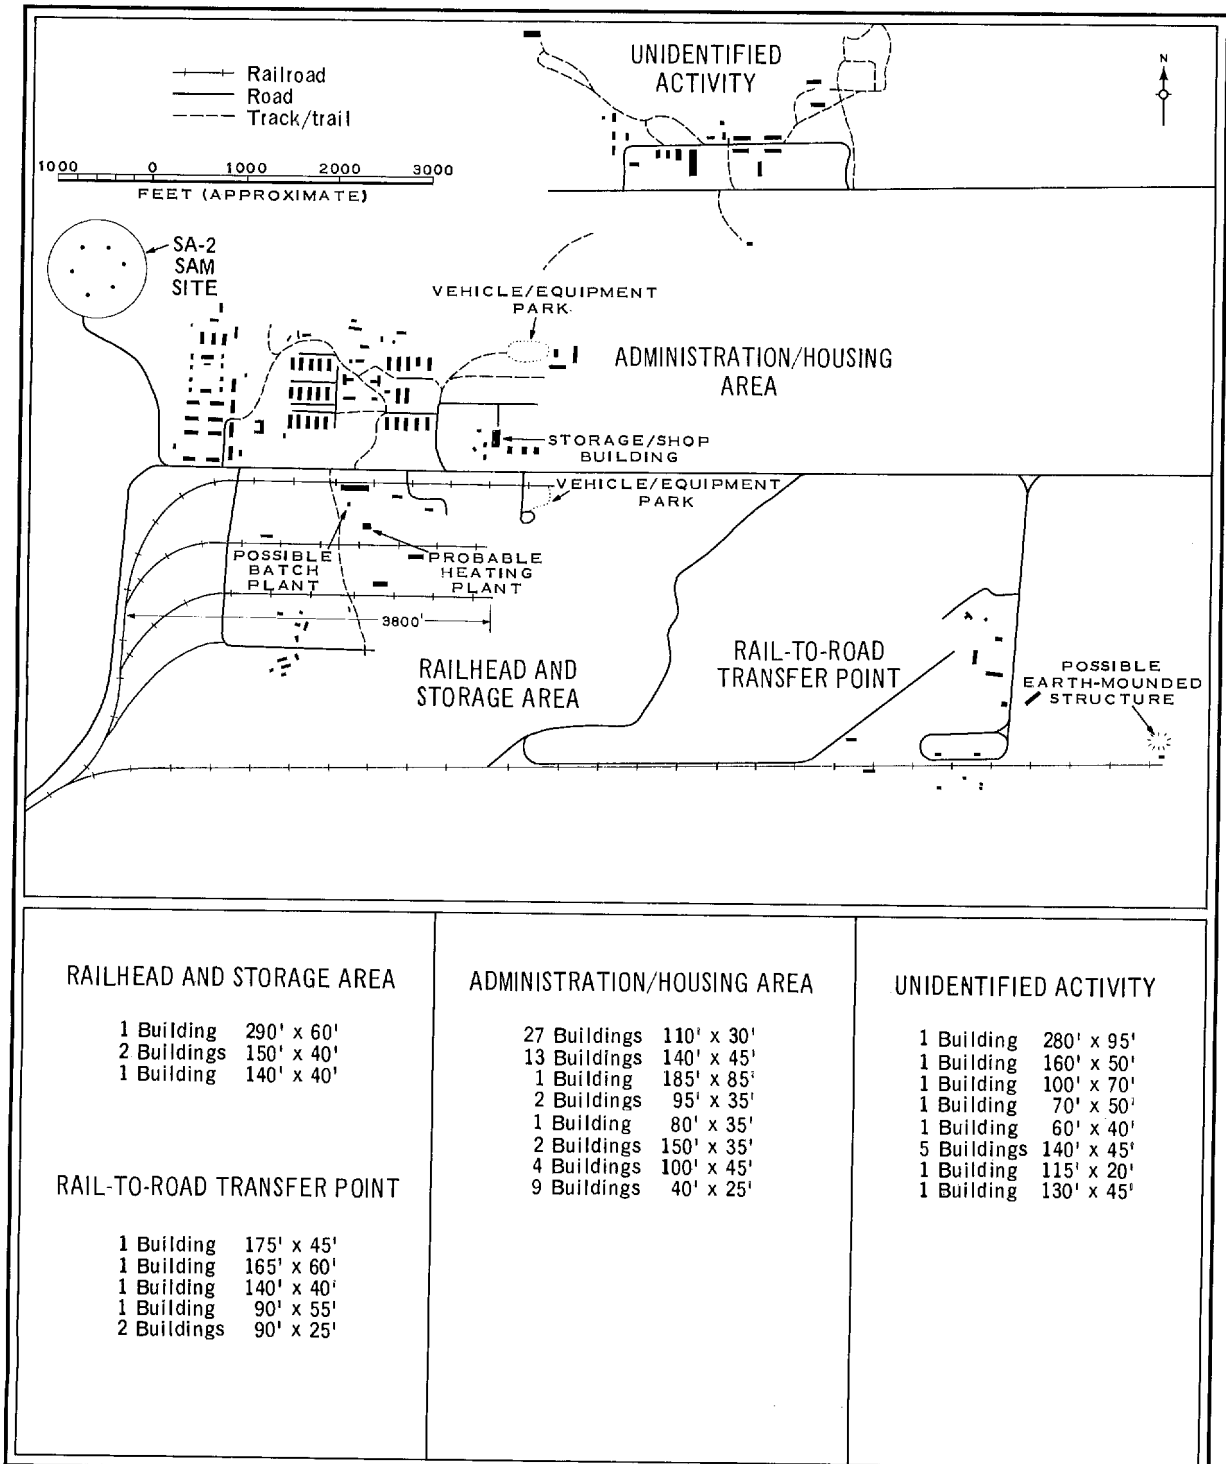 UNIDENTIFIED
ACTIVITY
N
Railroad
Road
Track/trail
1000 0 1000 2000 3000
FEET (APPROXIMATE)
SA-2
SAM
SITE
VEHICLE/EQUIPMENT
PARK
ADMINISTRATION/HOUSING
AREA
STORAGE/SHOP
BUILDING
VEHICLE/EQUIPMENT
PARK
POSSIBLE
BATCH
PLANT
PROBABLE
HEATING
PLANT
3800'
RAILHEAD AND
STORAGE AREA
RAIL-TO-ROAD
TRANSFER POINT
POSSIBLE
EARTH-MOUNDED
STRUCTURE
RAILHEAD AND STORAGE AREA
1 Building 290' x 60'
2 Buildings 150' x 40'
1 Building 140' x 40'
RAIL-TO-ROAD TRANSFER POINT
1 Building 175' x 45'
1 Building 165' x 60'
1 Building 140' x 40'
1 Building 90' x 55'
2 Buildings 90' x 25'
ADMINISTRATION/HOUSING AREA
27 Buildings 110' x 30'
13 Buildings 140' x 45'
1 Building 185' x 85'
2 Buildings 95' x 35'
1 Building 80' x 35'
2 Buildings 150' x 35'
4 Buildings 100' x 45'
9 Buildings 40' x 25'
UNIDENTIFIED ACTIVITY
1 Building 280' x 95'
1 Building 160' x 50'
1 Building 100' x 70'
1 Building 70' x 50'
1 Building 60' x 40'
5 Buildings 140' x 45'
1 Building 115' x 20'
1 Building 130' x 45'